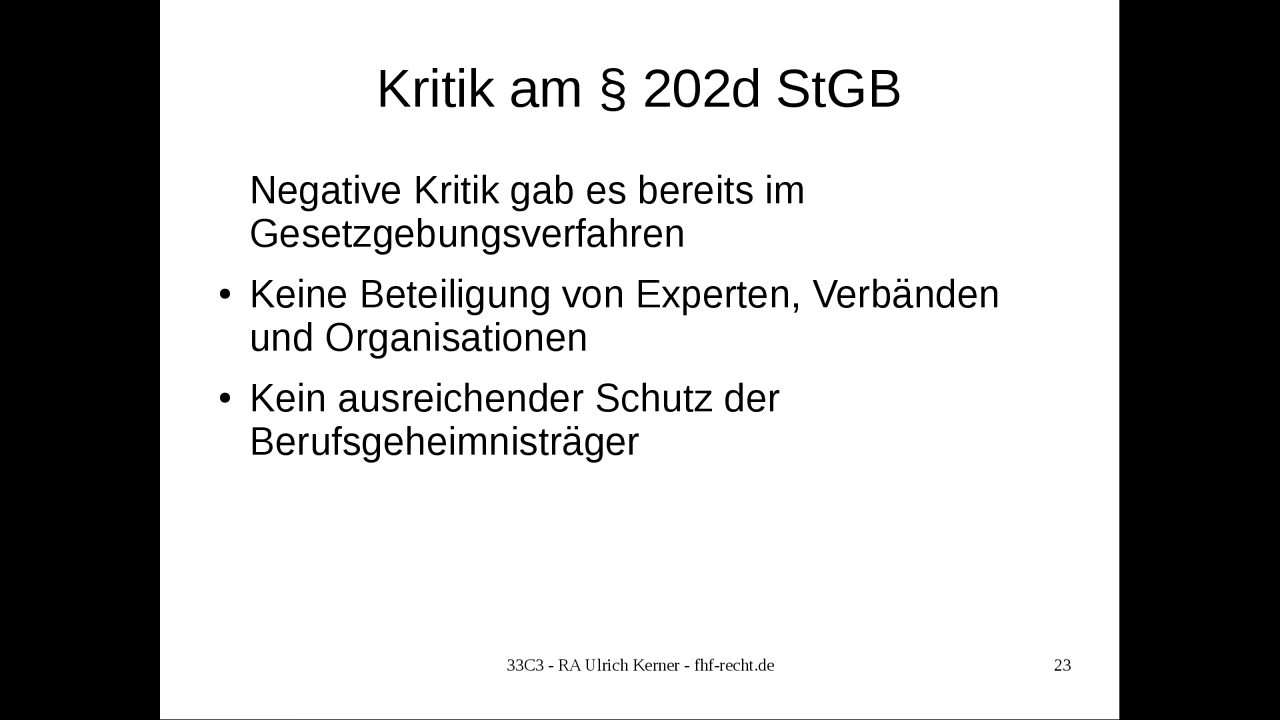 Kritik am § 202d StGB
Negative Kritik gab es bereits im
Gesetzgebungsverfahren
• Keine Beteiligung von Experten, Verbänden
und Organisationen
• Kein ausreichender Schutz der
Berufsgeheimnisträger
33C3 - RA Ulrich Kerner - fhf-recht.de
23